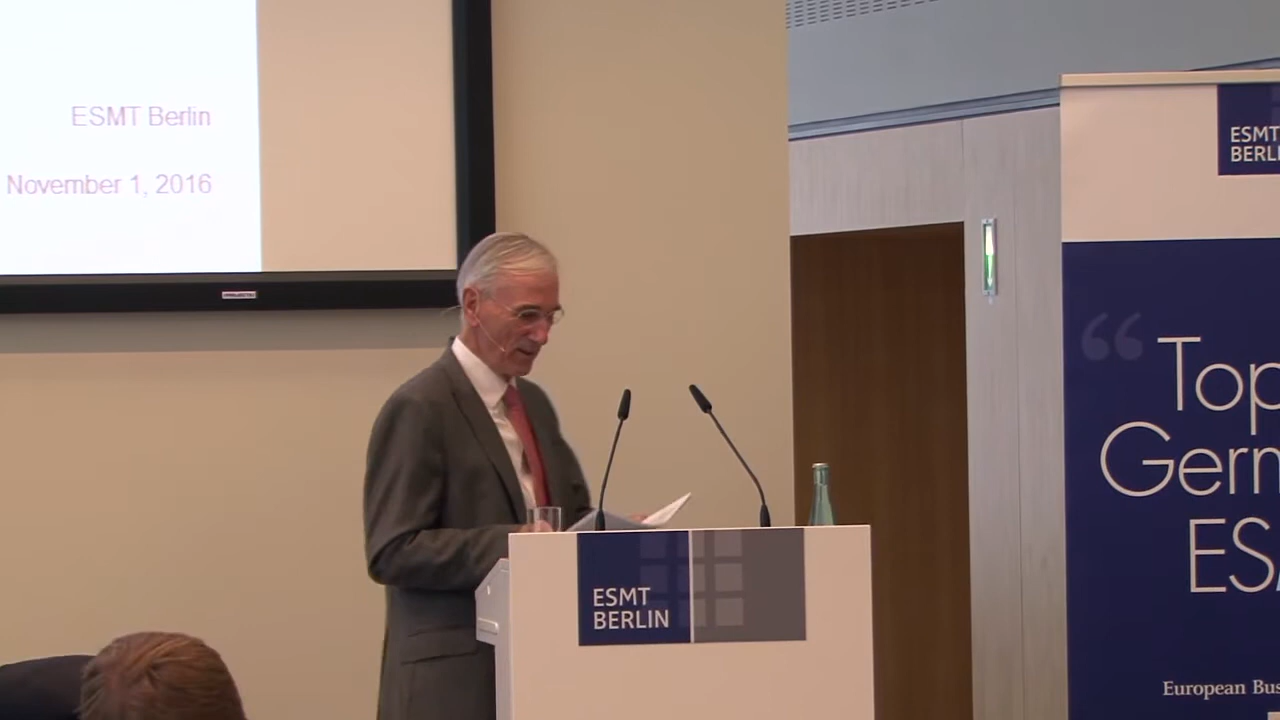 ESMT Berlin
November 1, 2016
ESMT
BERLIN
“
Top
Germ
ES
European Bus
ESMT
BERLIN